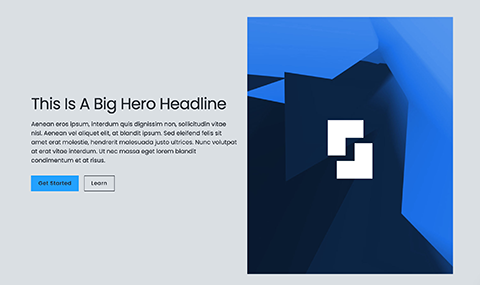 This Is A Big Hero Headline
Aenean eros ipsum, interdum quis dignissim non, sollicitudin vitae
nisl. Aenean vel aliquet elit, at blandit ipsum. Sed eleifend felis sit
amet erat molestie, hendrerit malesuada justo ultrices. Nunc volutpat
at erat vitae interdum. Ut nec massa eget lorem blandit
condimentum et at risus.
Get Started
Learn